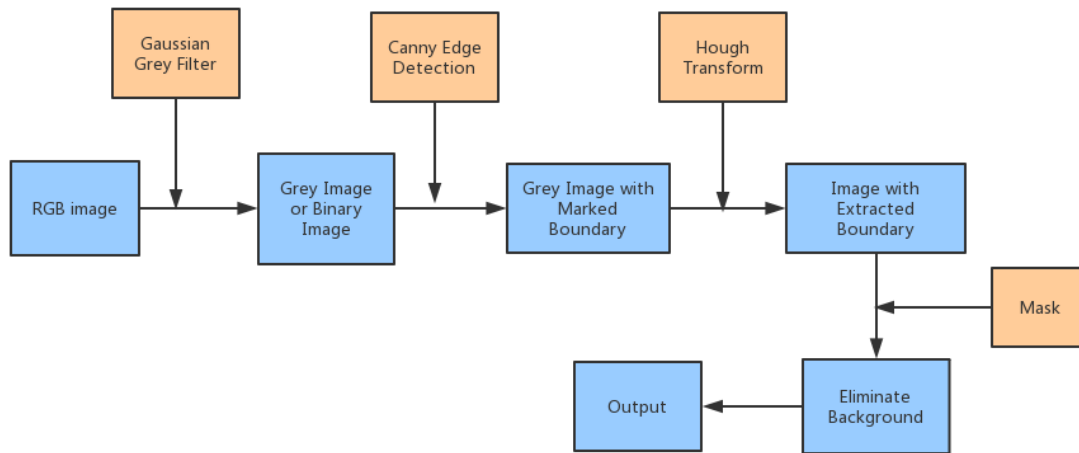 Gaussian
Grey Filter
Canny Edge
Detection
Hough
Transform
RGB image
Grey Image
or Binary
Image
Grey Image with
Marked
Boundary
Image with
Extracted
Boundary
Mask
Output
Eliminate
Background